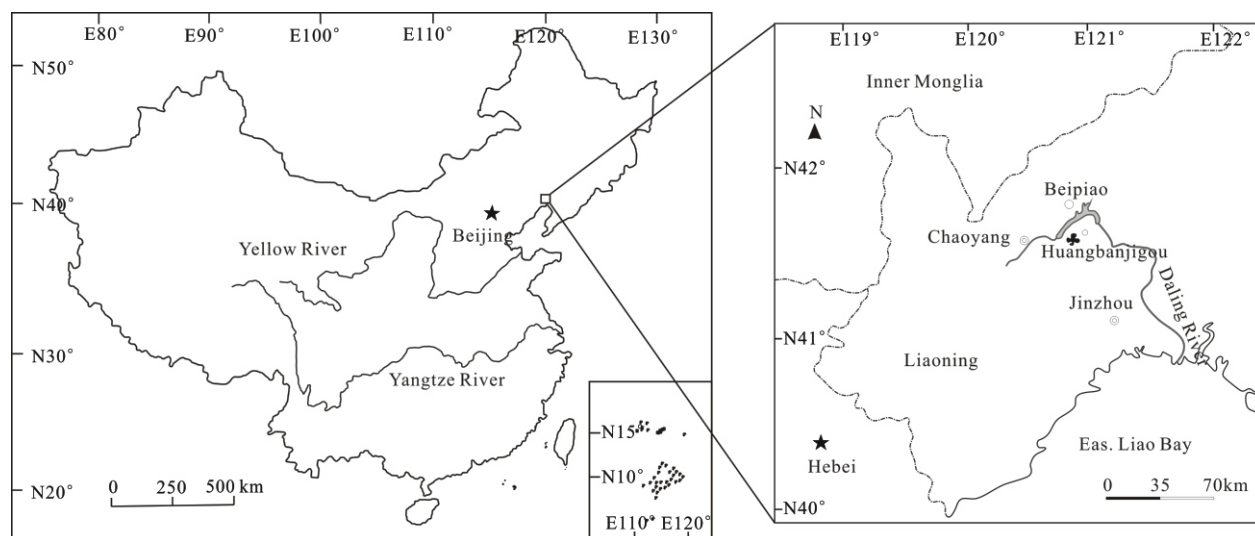 E80° E90° E100° E110° E120° E130°
N50°
N40°
N30°
N20°
Beijing
Yellow River
Yangtze River
0 250 500 km
N15°
N10°
E110° E120°
E119° E120° E121° E122°
Inner Monglia
N
N42°
Beipiao
Chaoyang
Huangbanjigou
Daling River
Jinzhou
N41°
Liaoning
Eas. Liao Bay
Hebei
0 35 70km
N40°